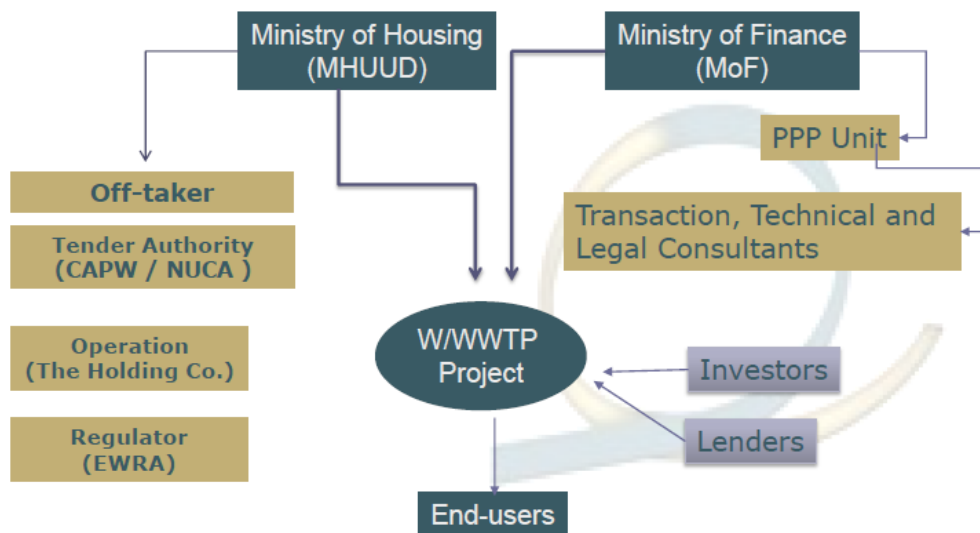 Ministry of Housing
(MHUUD)
Ministry of Finance
(MoF)
PPP Unit
Off-taker
Transaction, Technical and
Legal Consultants
Tender Authority
(CAPW / NUCA )
W/WWTP
Project
Operation
(The Holding Co.)
Investors
Regulator
(EWRA)
Lenders
End-users